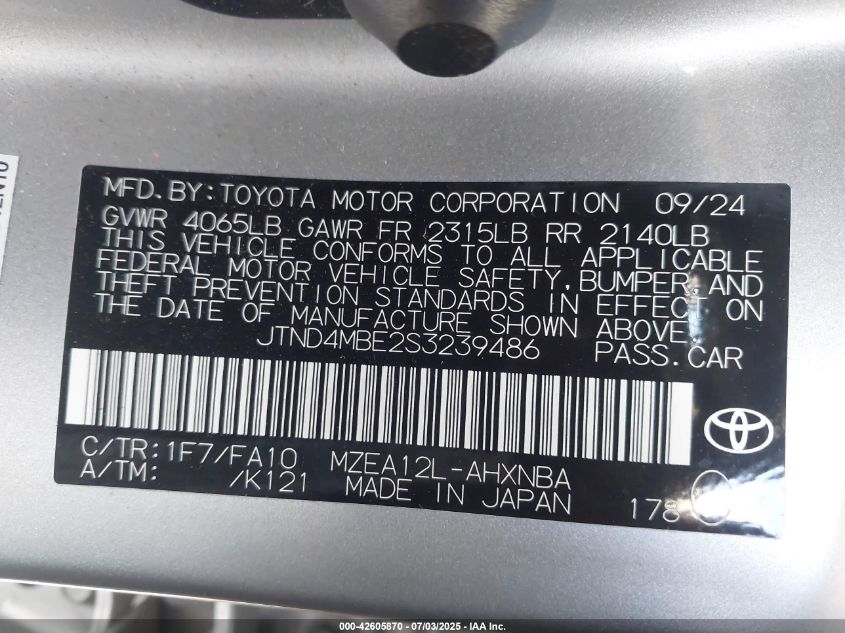 MFD.BY:TOYOTA MOTOR CORPORATION 09/24
GVWR 4065LB GAWR FR 2315LB RR 2140LB
THIS VEHICLE CONFORMS TO ALL APPLICABLE
FEDERAL MOTOR VEHICLE SAFETY,BUMPER,AND
THEFT PREVENTION STANDARDS IN EFFECT ON
THE DATE OF MANUFACTURE SHOWN ABOVE.
JTND4MBE2S3239486 PASS.CAR
C/TR:1F7/FA10 MZEA12L-AHXNBA
A/TM: /K121 MADE IN JAPAN 178
000-42605870 - 07/03/2025 - IAA Inc.